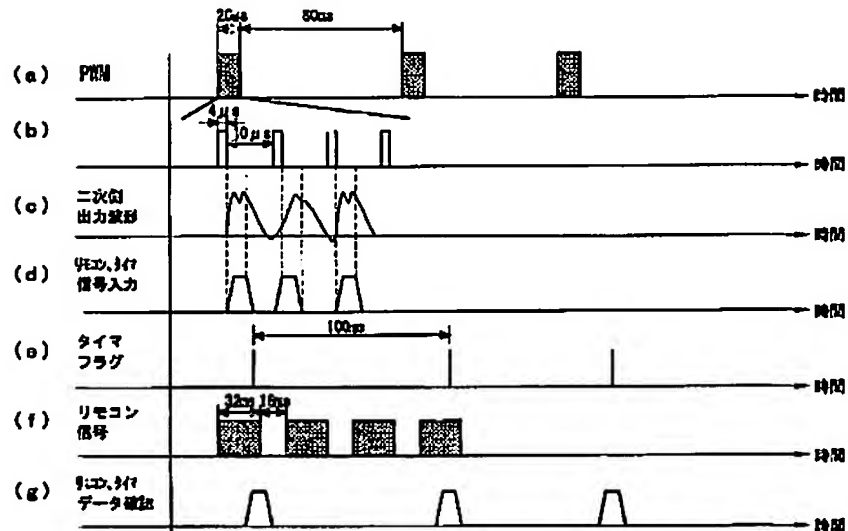 20ms 80ms
(a) PWM 時間
4μs
(b) 時間
(c) 二次側
出力波形 時間
(d) リモコン、タイマ
信号入力 時間
100ms
(e) タイマ
フラグ 時間
32ms 16ms
(f) リモコン
信号 時間
(g) リモコン、タイマ
データ確認 時間